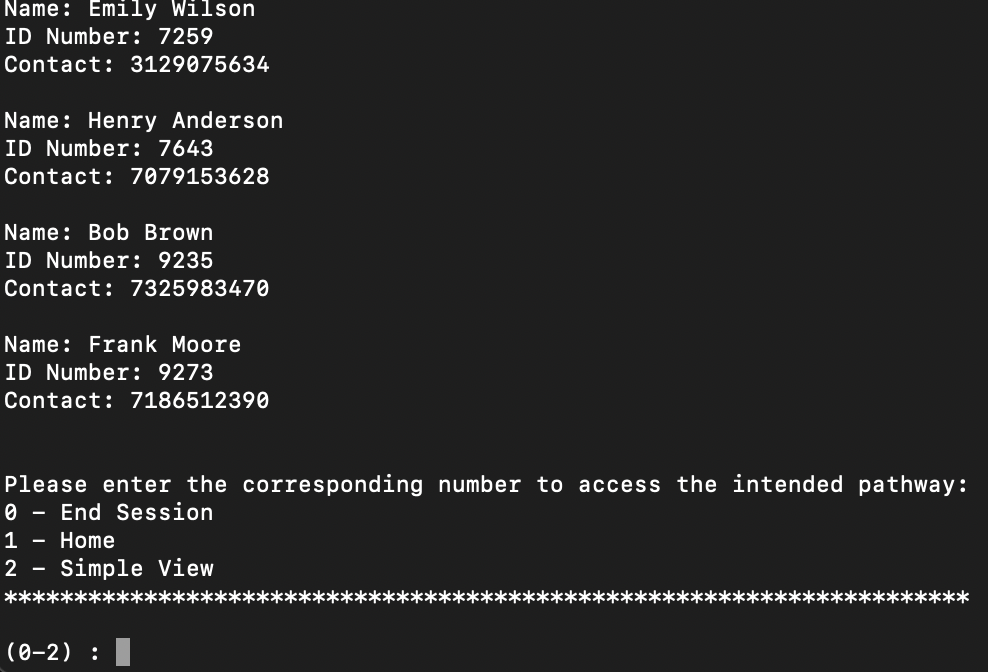 Name: Emily Wilson
ID Number: 7259
Contact: 3129075634
Name: Henry Anderson
ID Number: 7643
Contact: 7079153628
Name: Bob Brown
ID Number: 9235
Contact: 7325983470
Name: Frank Moore
ID Number: 9273
Contact: 7186512390
Please enter the corresponding number to access the intended pathway:
0 - End Session
1 - Home
2 - Simple View
*********************************************************************
(0-2) :